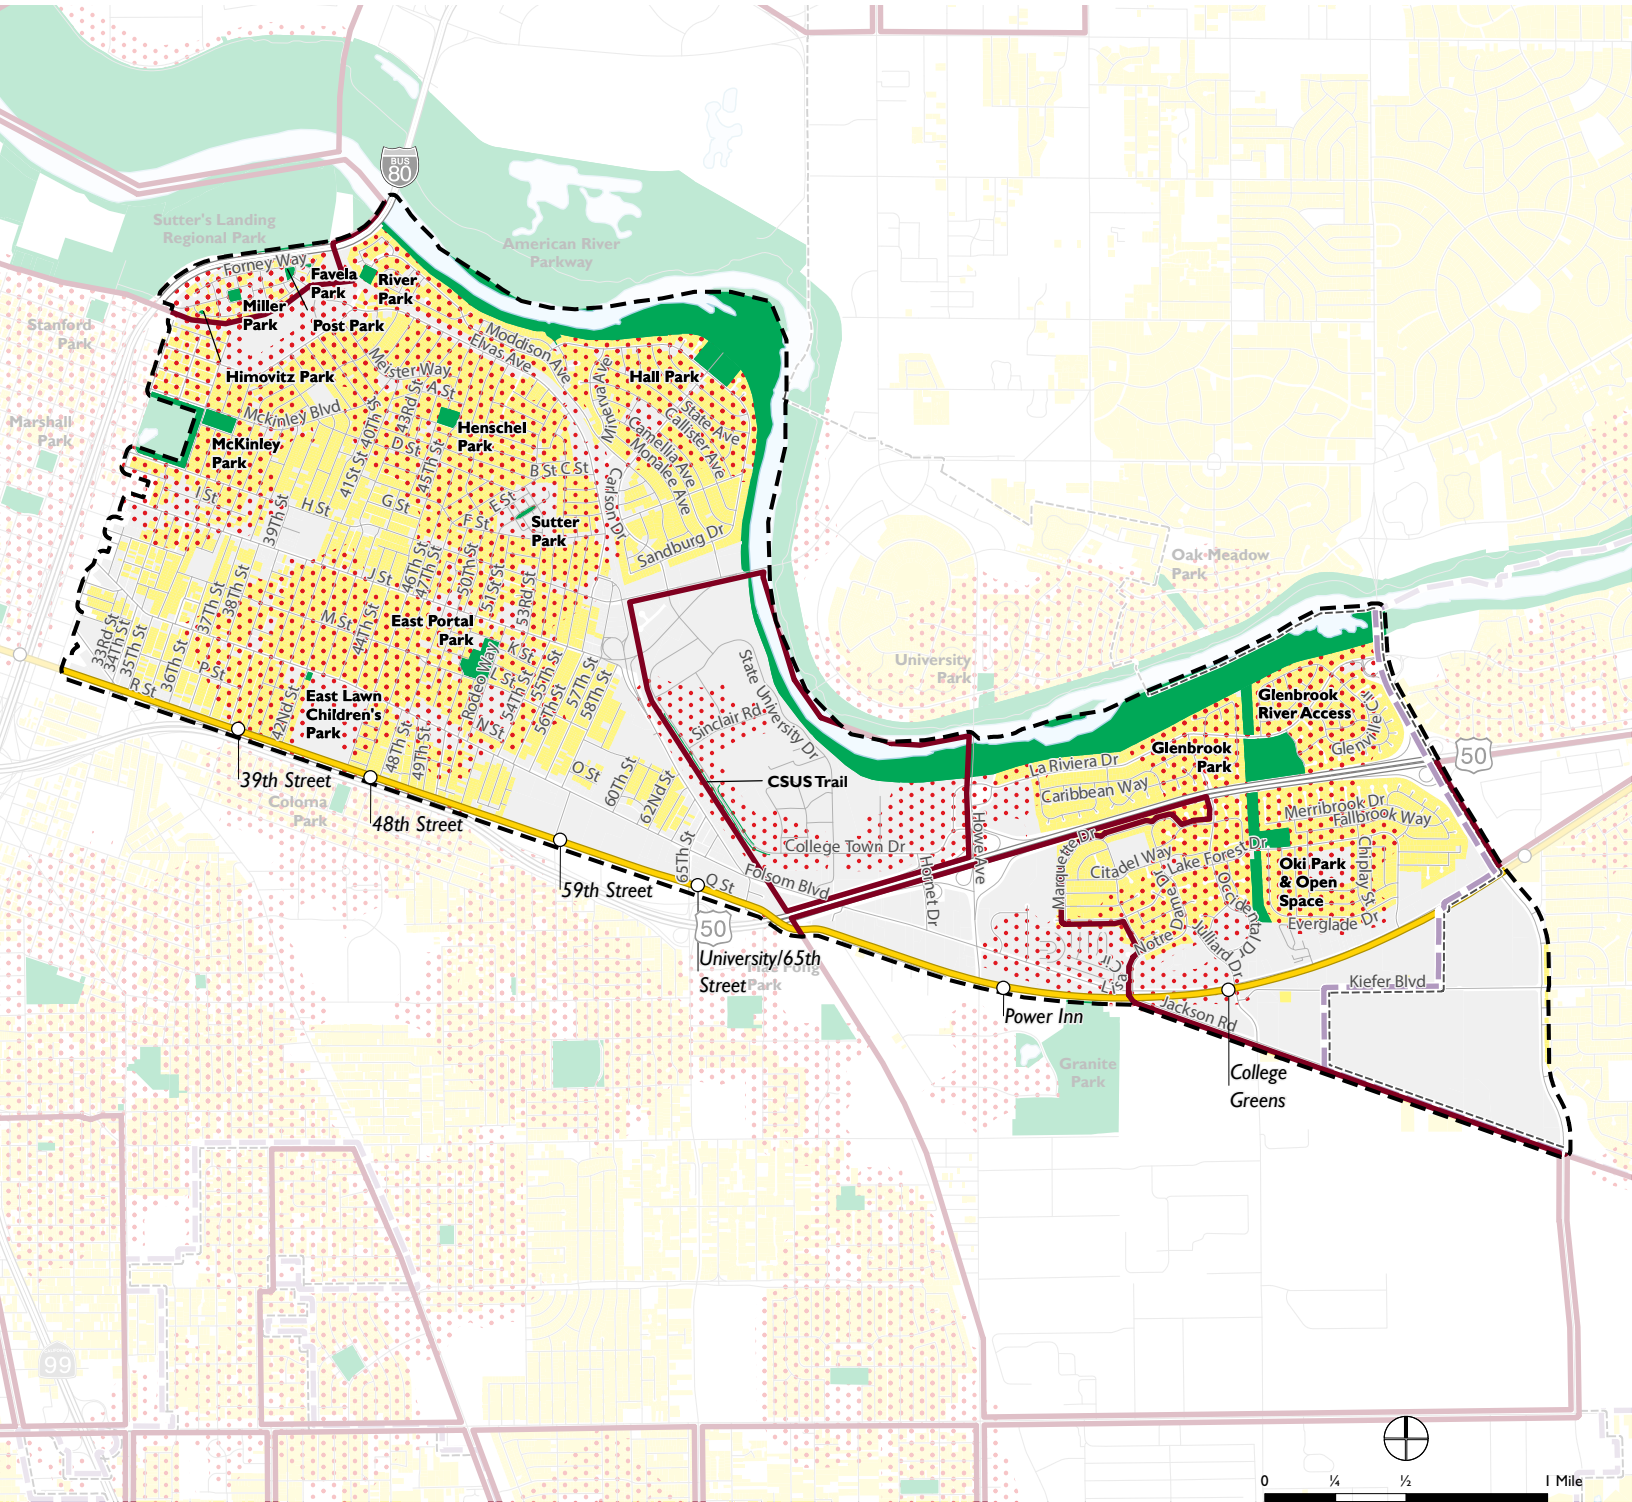 BUS
80
Sutter's Landing
Regional Park
American River
Parkway
Forney Way
Favela
Park
River
Park
Miller
Park
Post Park
Stanford
Park
Moddison Ave
Elvas Ave
Meister Way
A St
Himovitz Park
Hall Park
Minerva Ave
State Ave
Callister Ave
Camellia Ave
Monale Ave
Mckinley Blvd
40Th St
43Rd St
41St St
D St
45Th St
Henschel
Park
Marshall
Park
McKinley
Park
B St
C St
Carlson Dr
I St
H St
G St
E St
F St
39Th St
Sutter
Park
Sandburg Dr
J St
46Th St
47Th St
50Th St
51St St
53Rd St
37Th St
38Th St
M St
44Th St
East Portal
Park
K St
L St
Rodeo Way
N St
54Th St
55Th St
56Th St
57Th St
58Th St
33Rd St
34Th St
35Th St
36Th St
P St
R St
42Nd St
East Lawn
Children's
Park
48Th St
49Th St
O St
60Th St
62Nd St
65Th St
Q St
Folsom Blvd
State University Dr
Sinclair Rd
CSUS Trail
College Town Dr
Hornet Dr
Howe Ave
Oak Meadow
Park
University
Park
Glenbrook
River Access
Glenbrook
Park
Glenville Cir
La Riviera Dr
Caribbean Way
50
Merribrook Dr
Fallbrook Way
Marquette Dr
Citadel Way
Lake Forest Dr
Chipley St
Oki Park
& Open
Space
Occidental Dr
Everglade Dr
Notre Dame Dr
Julliard Dr
Lisa Cir
Kiefer Blvd
Jackson Rd
39th Street
48th Street
Coloma
Park
59th Street
50
University/65th
Street
Mae Fong
Park
Power Inn
Granite
Park
College
Greens
99
0
¼
½
1 Mile